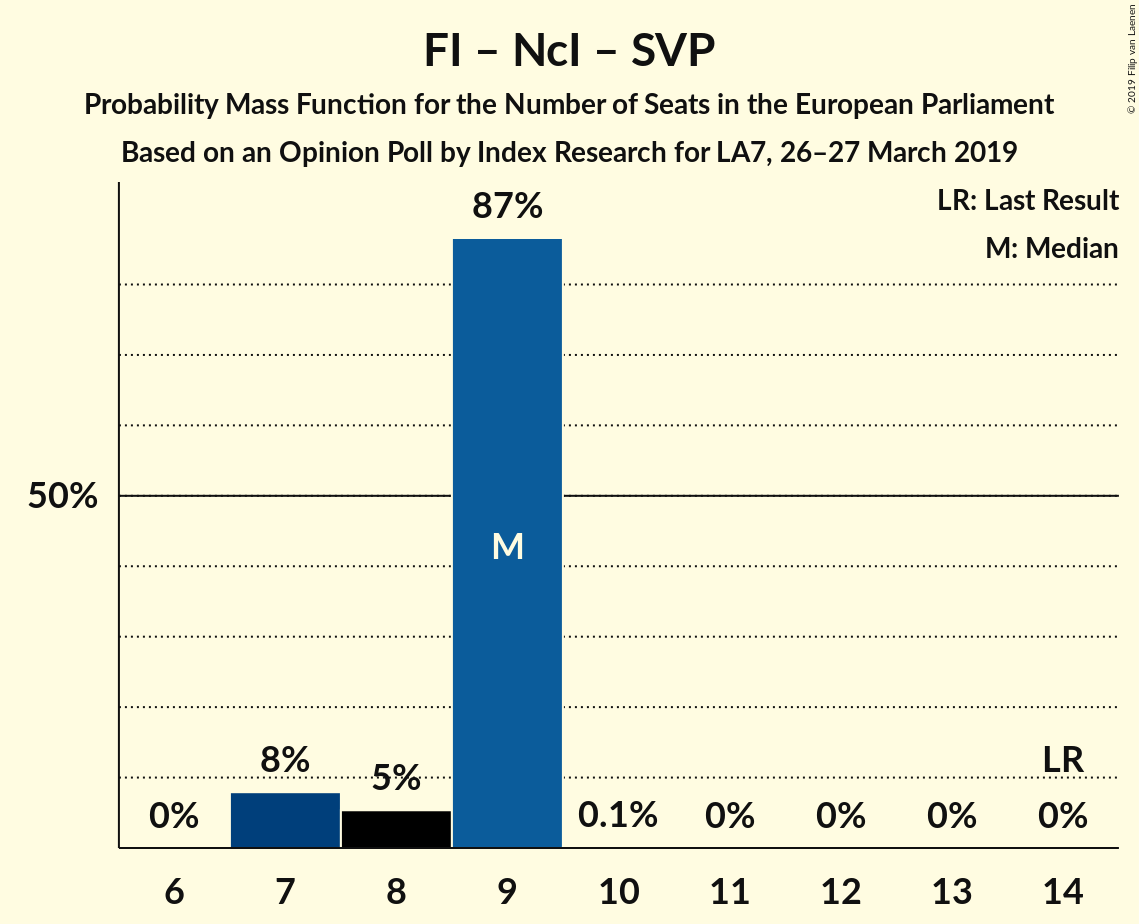 FI – NcI – SVP
Probability Mass Function for the Number of Seats in the European Parliament
Based on an Opinion Poll by Index Research for LA7, 26–27 March 2019
© 2019 Filip van Laenen
LR: Last Result
M: Median
87%
50%
M
8%
5%
LR
0%
0.1%
0%
0%
0%
0%
6
7
8
9
10
11
12
13
14